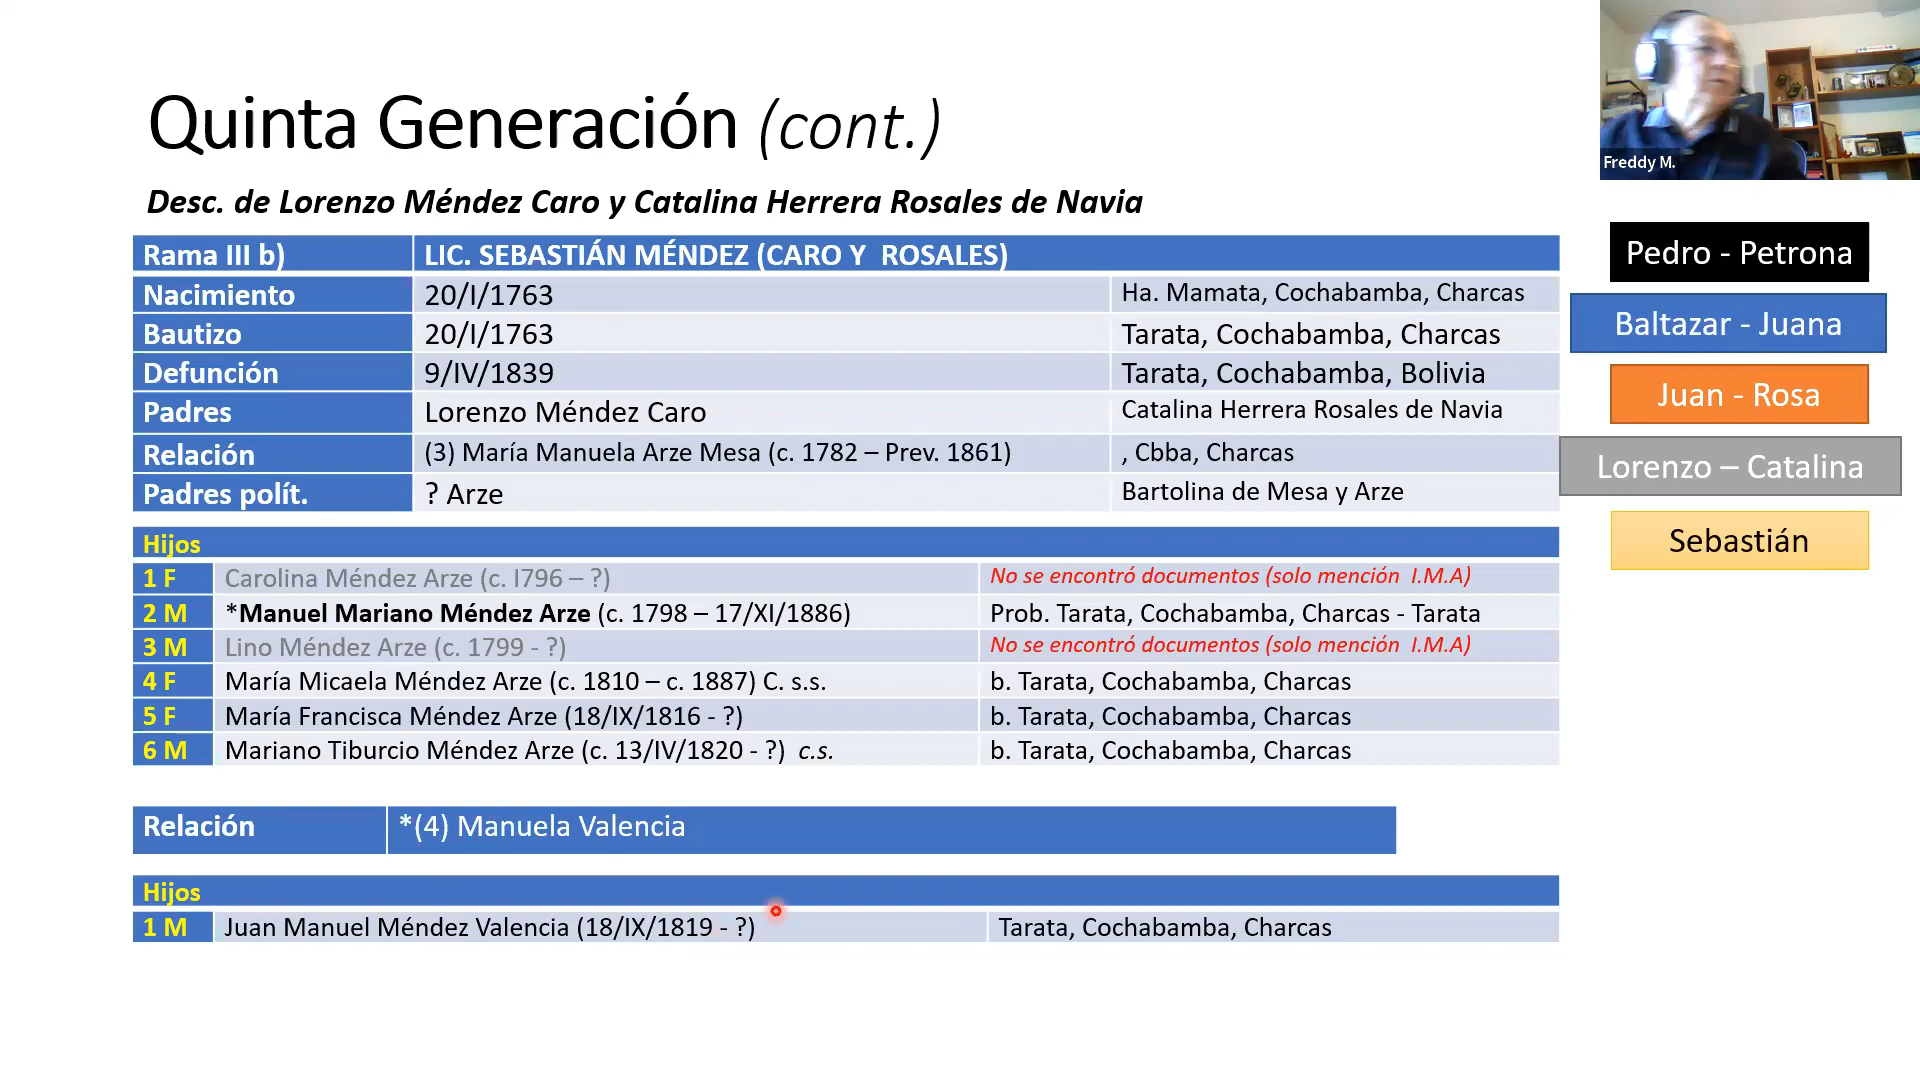 Quinta Generación (cont.)
Freddy M.
Desc. de Lorenzo Méndez Caro y Catalina Herrera Rosales de Navia
Rama III b) LIC. SEBASTIÁN MÉNDEZ (CARO Y ROSALES)
Nacimiento 20/I/1763 Ha. Mamata, Cochabamba, Charcas
Bautizo 20/I/1763 Tarata, Cochabamba, Charcas
Defunción 9/IV/1839 Tarata, Cochabamba, Bolivia
Padres Lorenzo Méndez Caro Catalina Herrera Rosales de Navia
Relación (3) María Manuela Arze Mesa (c. 1782 – Prev. 1861) , Cbba, Charcas
Padres polít. ? Arze Bartolina de Mesa y Arze
Hijos
1 F Carolina Méndez Arze (c. I796 – ?) No se encontró documentos (solo mención I.M.A)
2 M *Manuel Mariano Méndez Arze (c. 1798 – 17/XI/1886) Prob. Tarata, Cochabamba, Charcas - Tarata
3 M Lino Méndez Arze (c. 1799 - ?) No se encontró documentos (solo mención I.M.A)
4 F María Micaela Méndez Arze (c. 1810 – c. 1887) C. s.s. b. Tarata, Cochabamba, Charcas
5 F María Francisca Méndez Arze (18/IX/1816 - ?) b. Tarata, Cochabamba, Charcas
6 M Mariano Tiburcio Méndez Arze (c. 13/IV/1820 - ?) c.s. b. Tarata, Cochabamba, Charcas
Relación *(4) Manuela Valencia
Hijos
1 M Juan Manuel Méndez Valencia (18/IX/1819 - ?) Tarata, Cochabamba, Charcas
Pedro - Petrona
Baltazar - Juana
Juan - Rosa
Lorenzo – Catalina
Sebastián